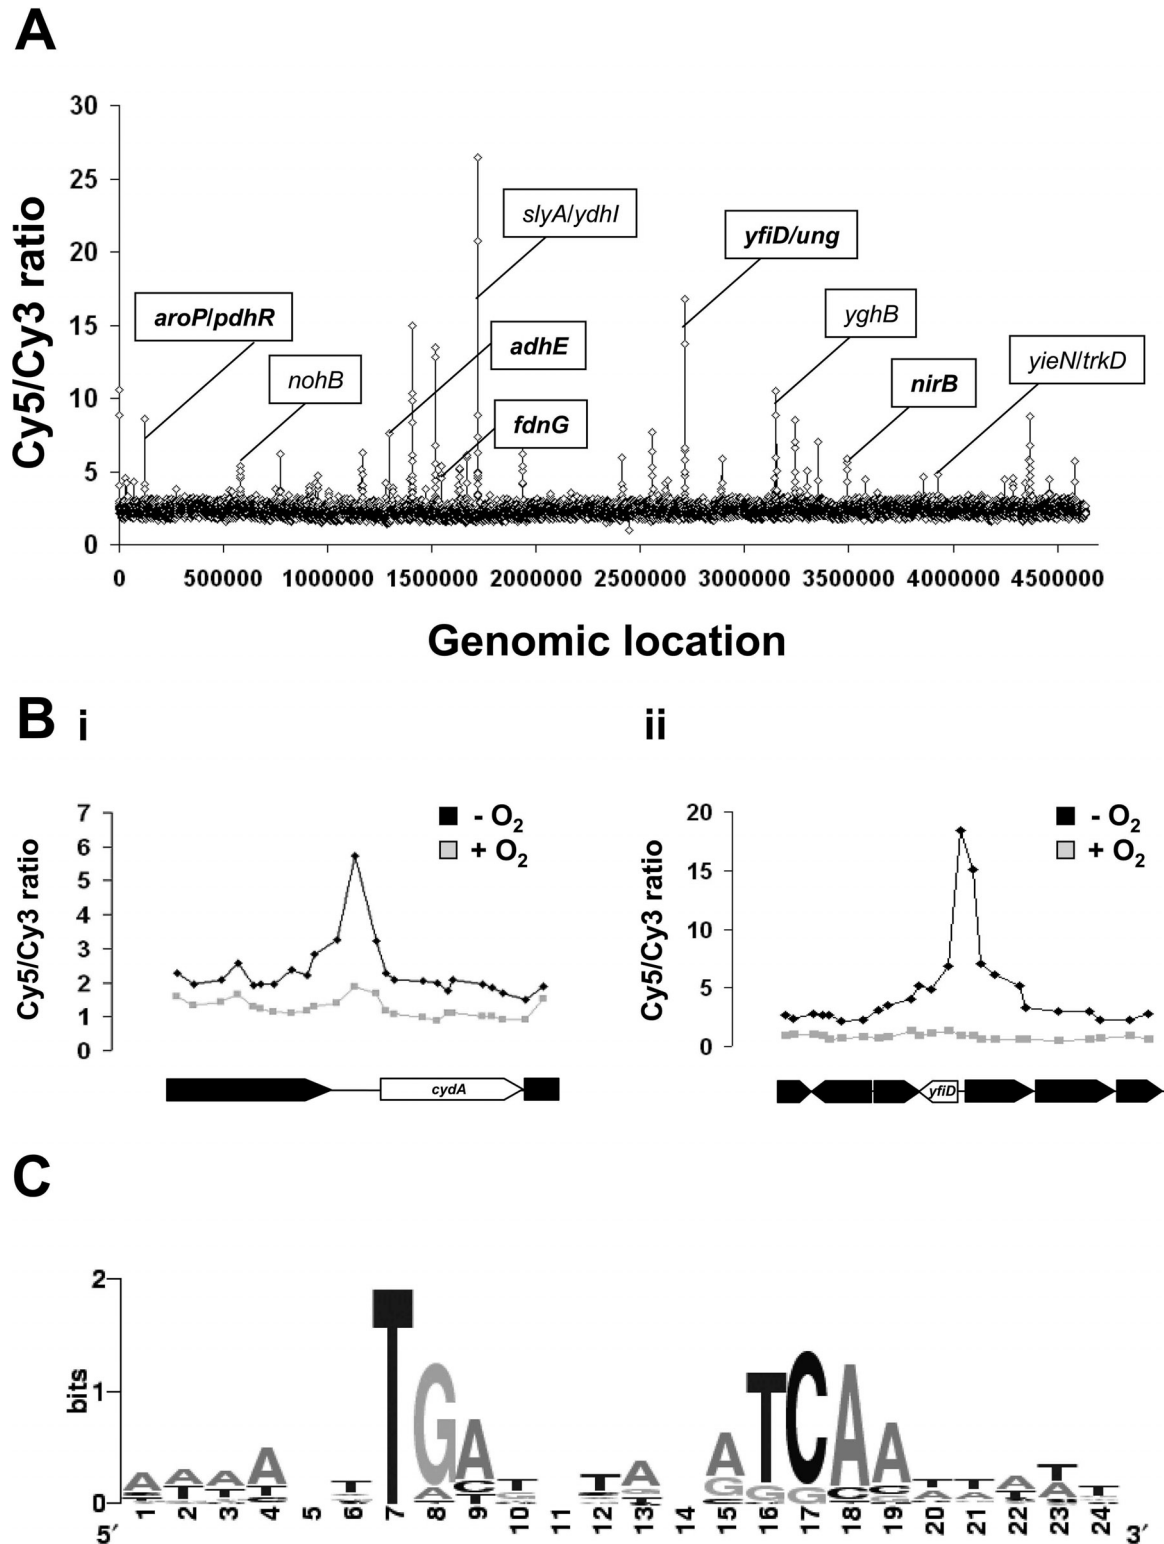 A
30
25
20
15
10
5
0
Cy5/Cy3 ratio
slyA/ydhI
yfiD/ung
aroP/pdhR
yghB
adhE
nohB
yieN/trkD
nirB
fdnG
0 500000 1000000 1500000 2000000 2500000 3000000 3500000 4000000 4500000
Genomic location
B i ii
7
6
5
4
3
2
1
0
Cy5/Cy3 ratio
- O2
+ O2
cydA
20
15
10
5
0
Cy5/Cy3 ratio
- O2
+ O2
yfiD
C
2
1
0
bits
TGA
ATCAA
5′ 1 2 3 4 5 6 7 8 9 10 11 12 13 14 15 16 17 18 19 20 21 22 23 24 3′